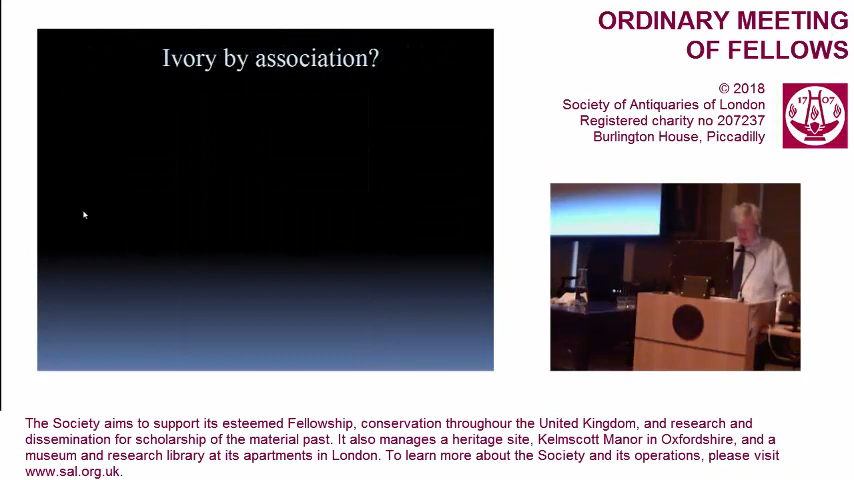 Ivory by association?
ORDINARY MEETING
OF FELLOWS
© 2018
Society of Antiquaries of London
Registered charity no 207237
Burlington House, Piccadilly
17 07
The Society aims to support its esteemed Fellowship, conservation throughour the United Kingdom, and research and
dissemination for scholarship of the material past. It also manages a heritage site, Kelmscott Manor in Oxfordshire, and a
museum and research library at its apartments in London. To learn more about the Society and its operations, please visit
www.sal.org.uk.